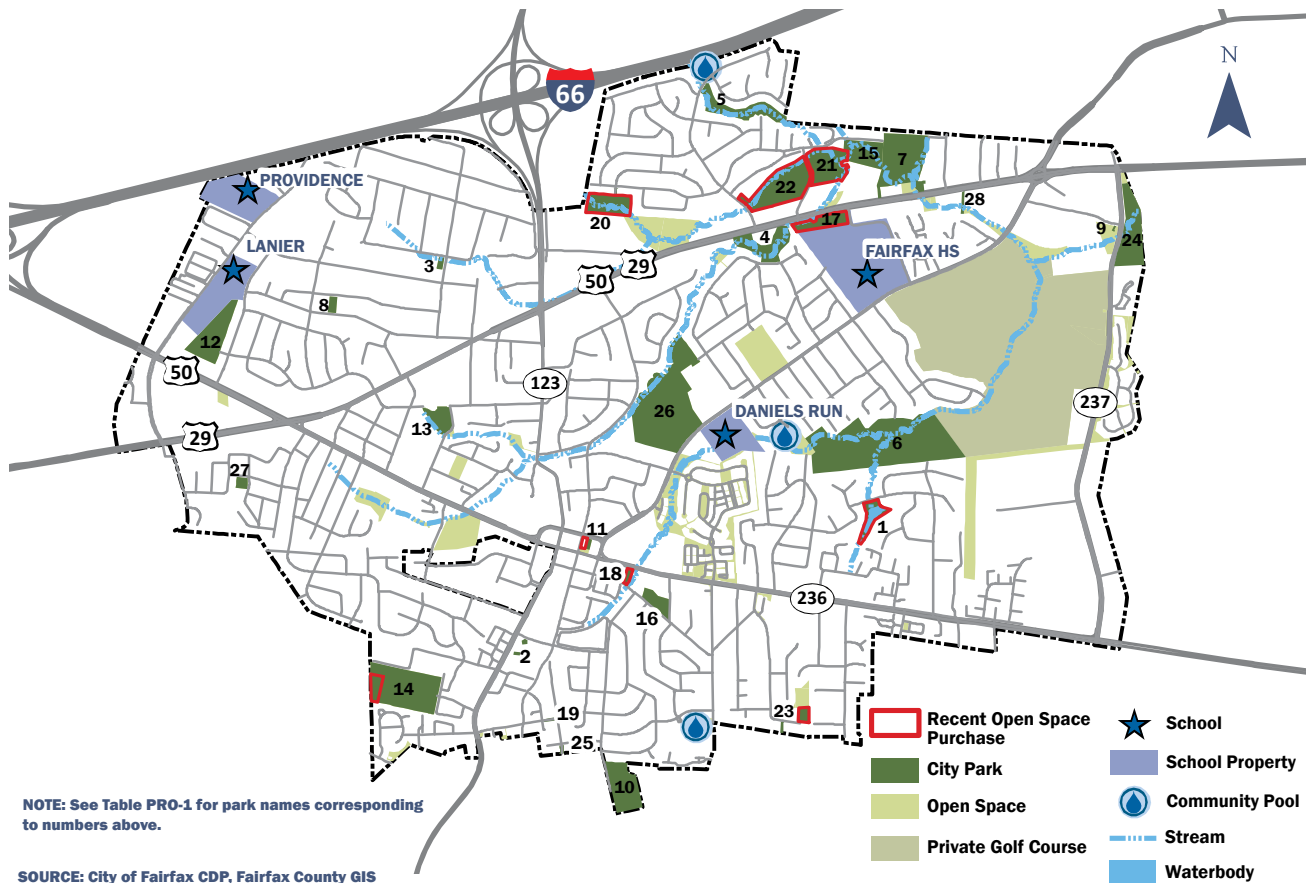 66
N
5
PROVIDENCE
15
7
21
22
28
20
17
9
24
4
LANIER
FAIRFAX HS
3
29
50
8
12
50
123
237
26
DANIELS RUN
13
29
6
27
1
11
18
236
16
2
14
23
19
25
10
Recent Open Space
Purchase
City Park
Open Space
Private Golf Course
School
School Property
Community Pool
Stream
Waterbody
NOTE: See Table PRO-1 for park names corresponding
to numbers above.
SOURCE: City of Fairfax CDP, Fairfax County GIS